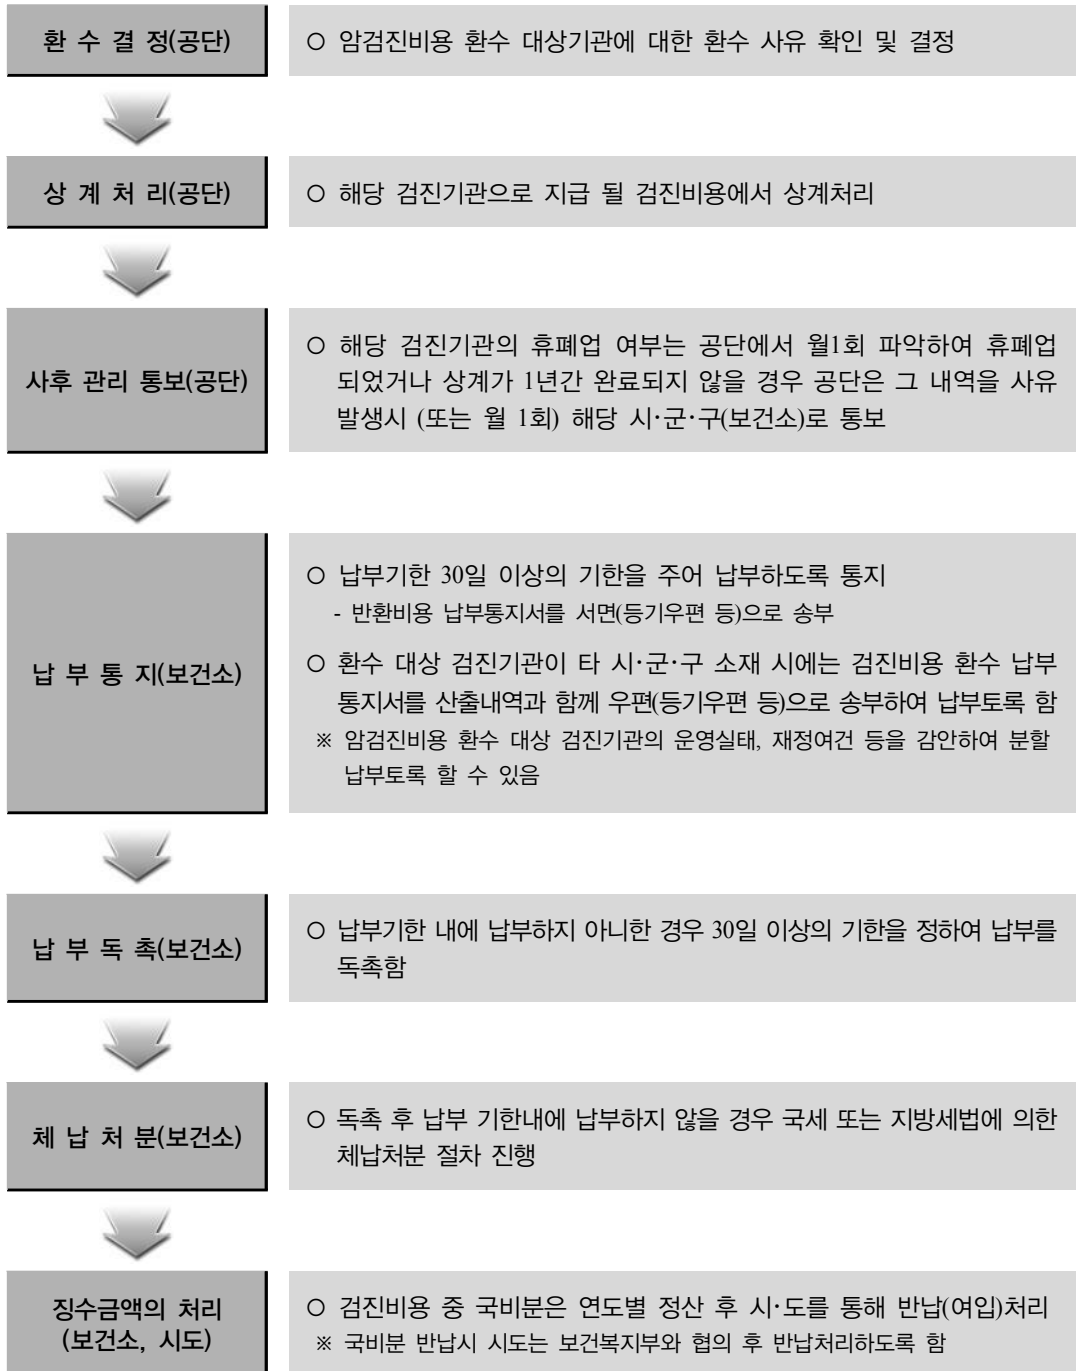 환 수 결 정(공단)
○ 암검진비용 환수 대상기관에 대한 환수 사유 확인 및 결정
상 계 처 리(공단)
○ 해당 검진기관으로 지급 될 검진비용에서 상계처리
사후 관리 통보(공단)
○ 해당 검진기관의 휴폐업 여부는 공단에서 월1회 파악하여 휴폐업
되었거나 상계가 1년간 완료되지 않을 경우 공단은 그 내역을 사유
발생시 (또는 월 1회) 해당 시·군·구(보건소)로 통보
납 부 통 지(보건소)
○ 납부기한 30일 이상의 기한을 주어 납부하도록 통지
- 반환비용 납부통지서를 서면(등기우편 등)으로 송부
○ 환수 대상 검진기관이 타 시·군·구 소재 시에는 검진비용 환수 납부
통지서를 산출내역과 함께 우편(등기우편 등)으로 송부하여 납부토록 함
※ 암검진비용 환수 대상 검진기관의 운영실태, 재정여건 등을 감안하여 분할
납부토록 할 수 있음
납 부 독 촉(보건소)
○ 납부기한 내에 납부하지 아니한 경우 30일 이상의 기한을 정하여 납부를
독촉함
체 납 처 분(보건소)
○ 독촉 후 납부 기한내에 납부하지 않을 경우 국세 또는 지방세법에 의한
체납처분 절차 진행
징수금액의 처리
(보건소, 시도)
○ 검진비용 중 국비분은 연도별 정산 후 시·도를 통해 반납(여입)처리
※ 국비분 반납시 시도는 보건복지부와 협의 후 반납처리하도록 함